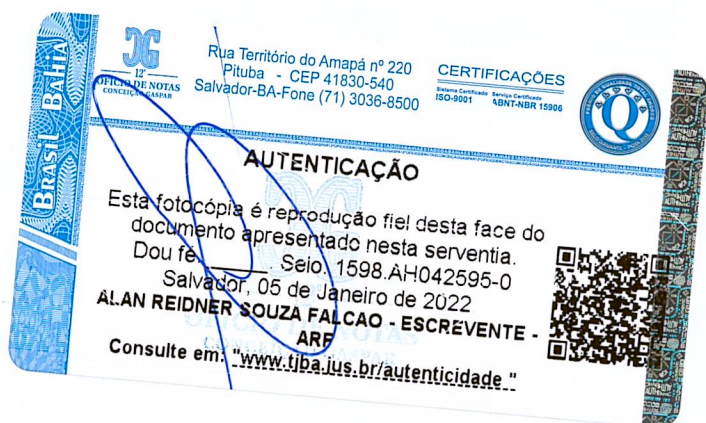 BRASIL BAHIA
CG
12º
OFÍCIO DE NOTAS
CONCEIÇÃO GASPAR
Rua Território do Amapá nº 220
Pituba - CEP 41830-540
Salvador-BA-Fone (71) 3036-8500
CERTIFICAÇÕES
Sistema Certificado
ISO-9001
Serviço Certificado
ABNT-NBR 15906
Q
AUTENTICAÇÃO
Esta fotocópia é reprodução fiel desta face do
documento apresentado nesta serventia.
Dou fé. ______. Selo: 1598.AH042595-0
Salvador, 05 de Janeiro de 2022
ALAN REIDNER SOUZA FALCAO - ESCREVENTE -
ARF
Consulte em: "www.tjba.jus.br/autenticidade "